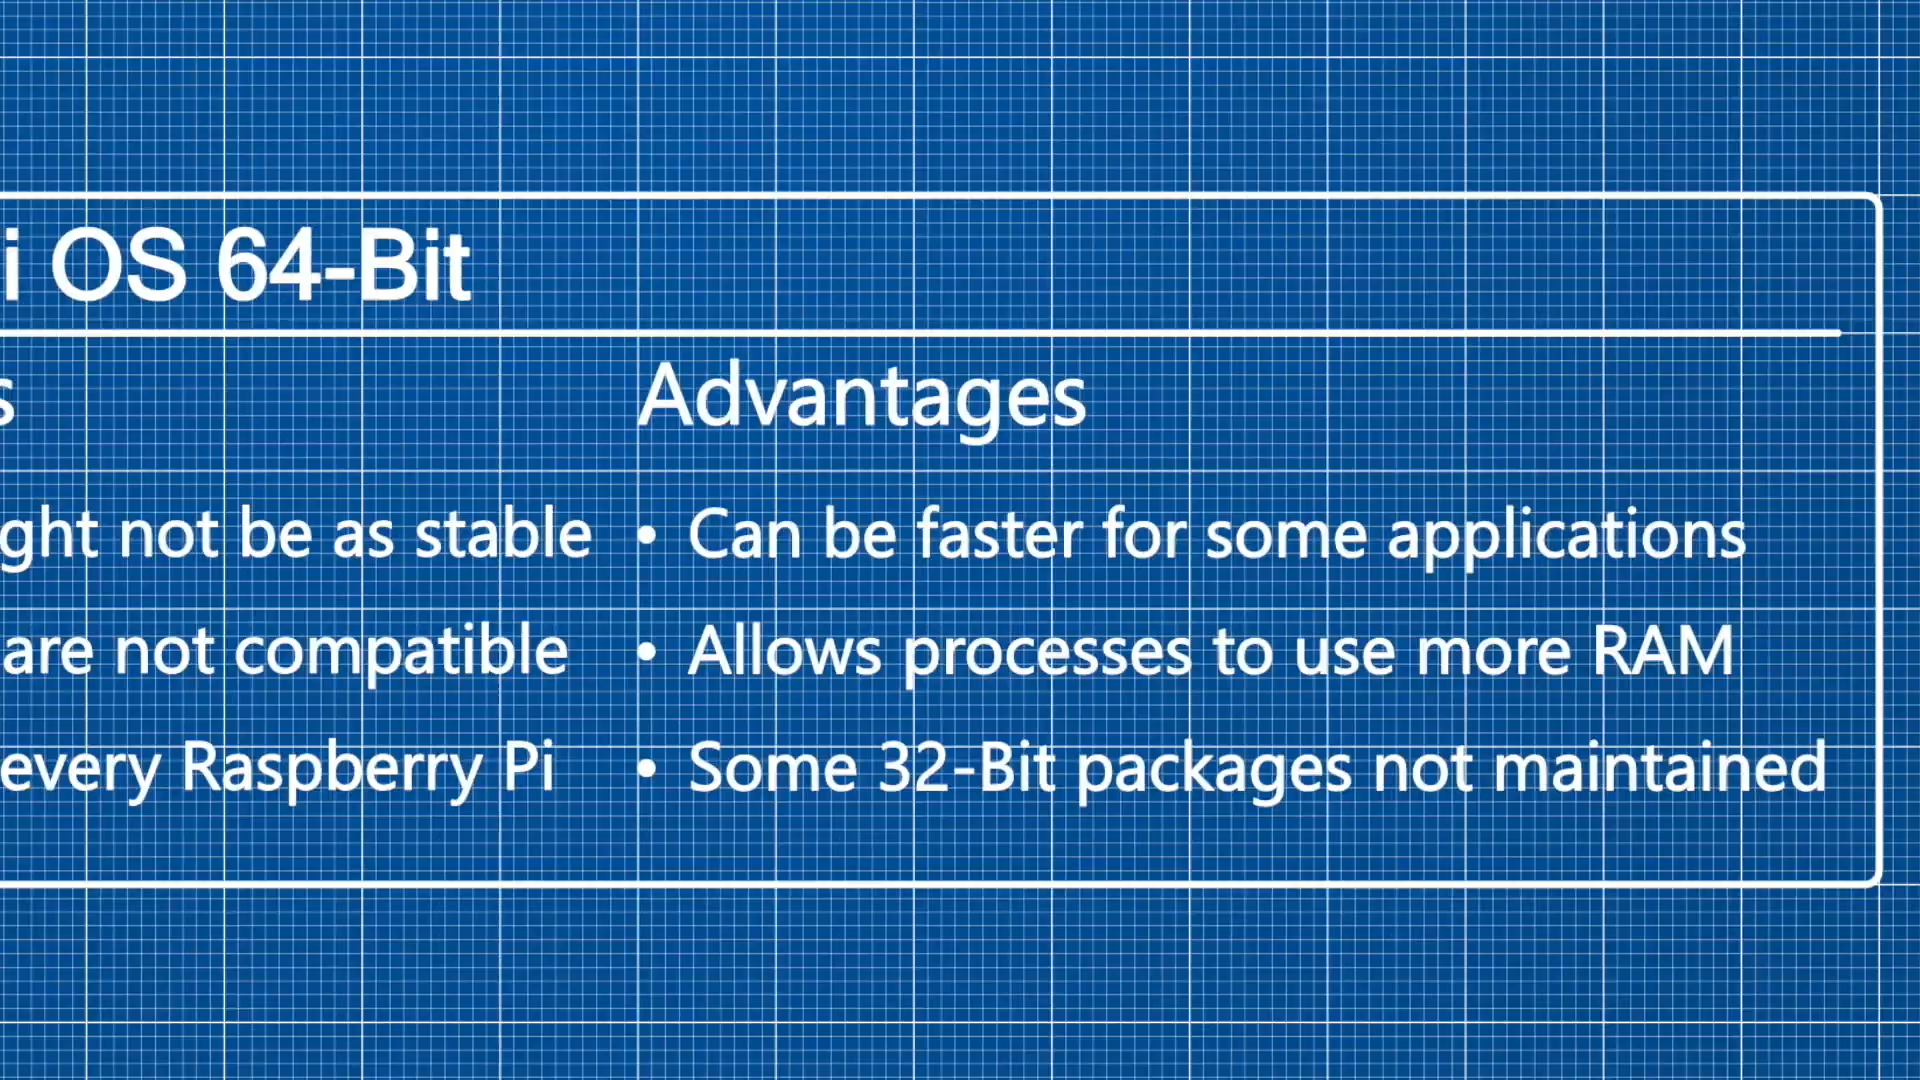 i OS 64-Bit
s
Advantages
ght not be as stable
• Can be faster for some applications
are not compatible
• Allows processes to use more RAM
every Raspberry Pi
• Some 32-Bit packages not maintained